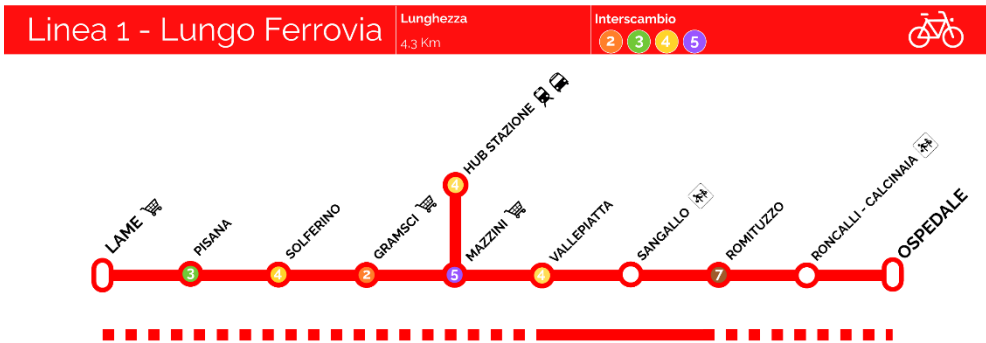 Linea 1 - Lungo Ferrovia
Lunghezza
4.3 Km
Interscambio
2 3 4 5
LAME
PISANA
SOLFERINO
GRAMSCI
HUB STAZIONE
MAZZINI
VALLEPIATTA
SANGALLO
ROMITUZZO
RONCALLI - CALCINAIA
OSPEDALE
4
3 4 2 5 4 7